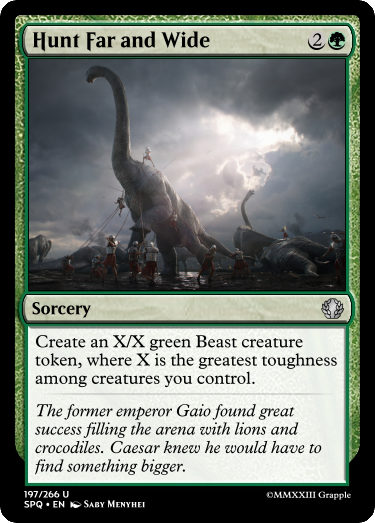 Hunt Far and Wide 2
Sorcery
Create an X/X green Beast creature
token, where X is the greatest toughness
among creatures you control.
The former emperor Gaio found great
success filling the arena with lions and
crocodiles. Caesar knew he would have to
find something bigger.
197/266 U
SPQ • EN Saby Menyhei
©MMXXIII Grapple